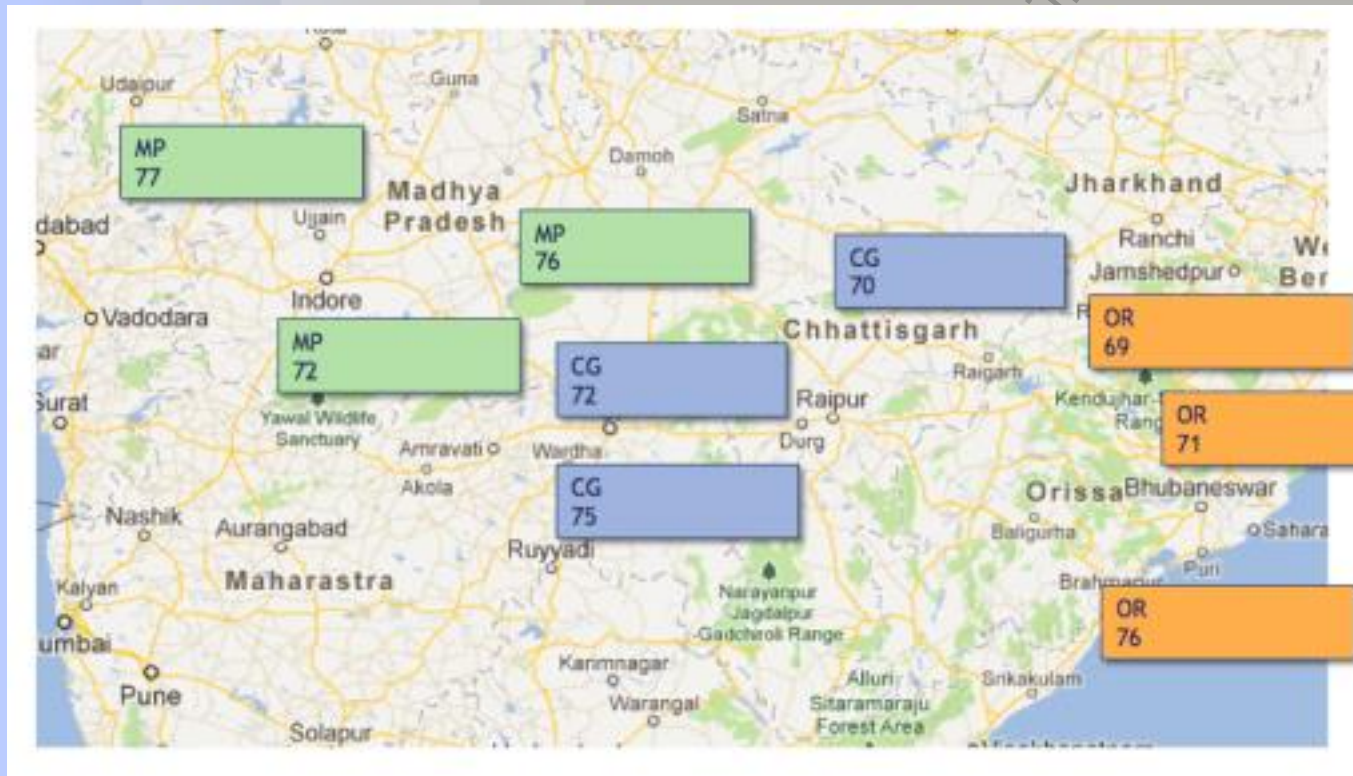 Udaipur
Guna
Satna
MP
77
Damoh
Madhya
Pradesh
Jharkhand
dabad
Ujjain
MP
76
Ranchi
CG
70
Jamshedpur
Indore
Vadodara
OR
69
Chhattisgarh
MP
72
CG
72
Raigarh
Surat
Raipur
Kendujhar
OR
71
Yawal Wildlife
Sanctuary
Amravati
Wardha
Durg
Akola
CG
75
Orissa
Bhubaneswar
Nashik
Aurangabad
Baligurha
Sahara
Ruyyadi
Maharastra
Puri
Kalyan
Narayanpur
Jagdalpur
Gadchiroli Range
Brahmapur
OR
76
umbai
Karimnagar
Alluri
Sitaramaraju
Forest Area
Srikakulam
Pune
Warangal
Solapur